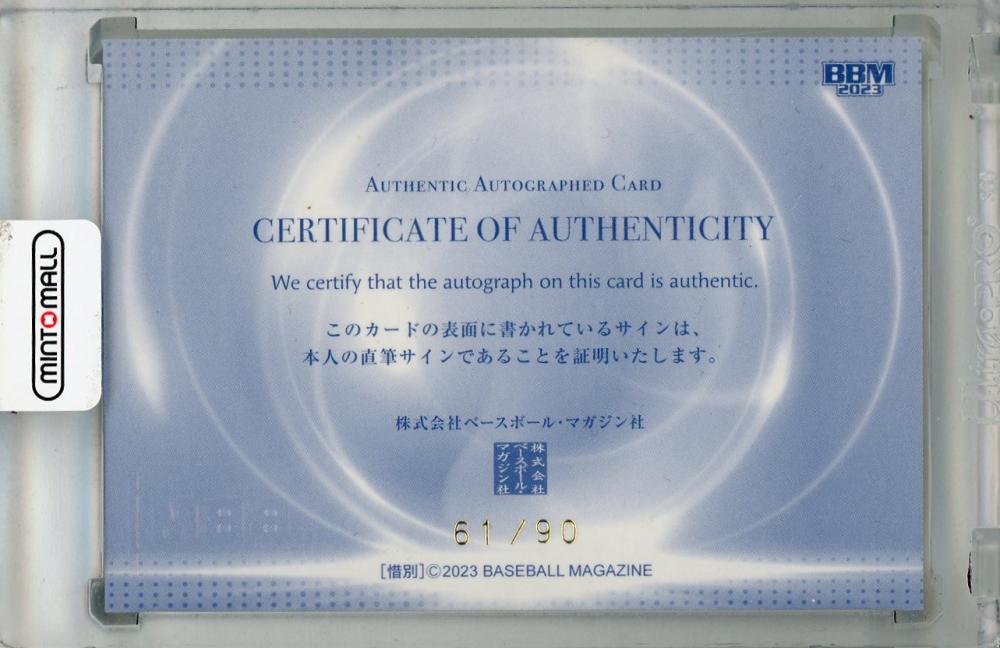 BBM
2023
AUTHENTIC AUTOGRAPHED CARD
CERTIFICATE OF AUTHENTICITY
We certify that the autograph on this card is authentic.
このカードの表面に書かれているサインは、
本人の直筆サインであることを証明いたします。
株式会社ベースボール・マガジン社
株式会社
ベースボール・
マガジン社
61/90
[惜別]©2023 BASEBALL MAGAZINE
MINTOMALL